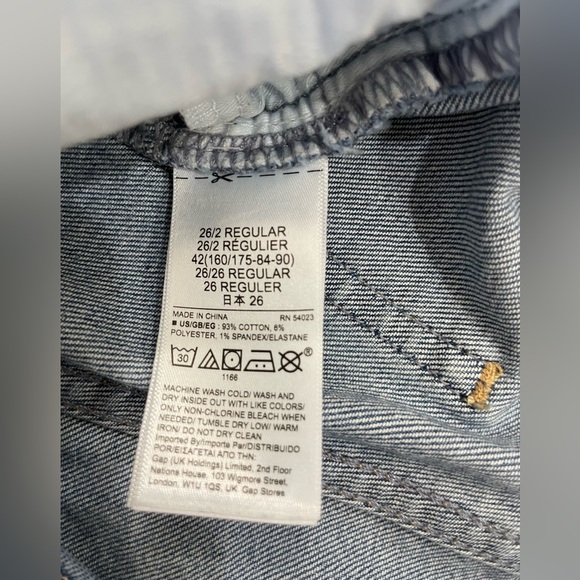 26/2 REGULAR
26/2 RÉGULIER
42(160/175-84-90)
26/26 REGULAR
26 REGULER
日本 26
MADE IN CHINA RN 54023
■ US/GB/EG : 93% COTTON, 6%
POLYESTER, 1% SPANDEX/ELASTANE
30
1166
MACHINE WASH COLD/ WASH AND
DRY INSIDE OUT WITH LIKE COLORS/
ONLY NON-CHLORINE BLEACH WHEN
NEEDED/ TUMBLE DRY LOW/ WARM
IRON/ DO NOT DRY CLEAN
Imported By/Importe Par/DISTRIBUIDO
POR/ΕΙΣΑΓΕΤΑΙ ΑΠΟ ΤΗΝ:
Gap (UK Holdings) Limited, 2nd Floor
Nations House, 103 Wigmore Street,
London, W1U 1QS, UK Gap Stores